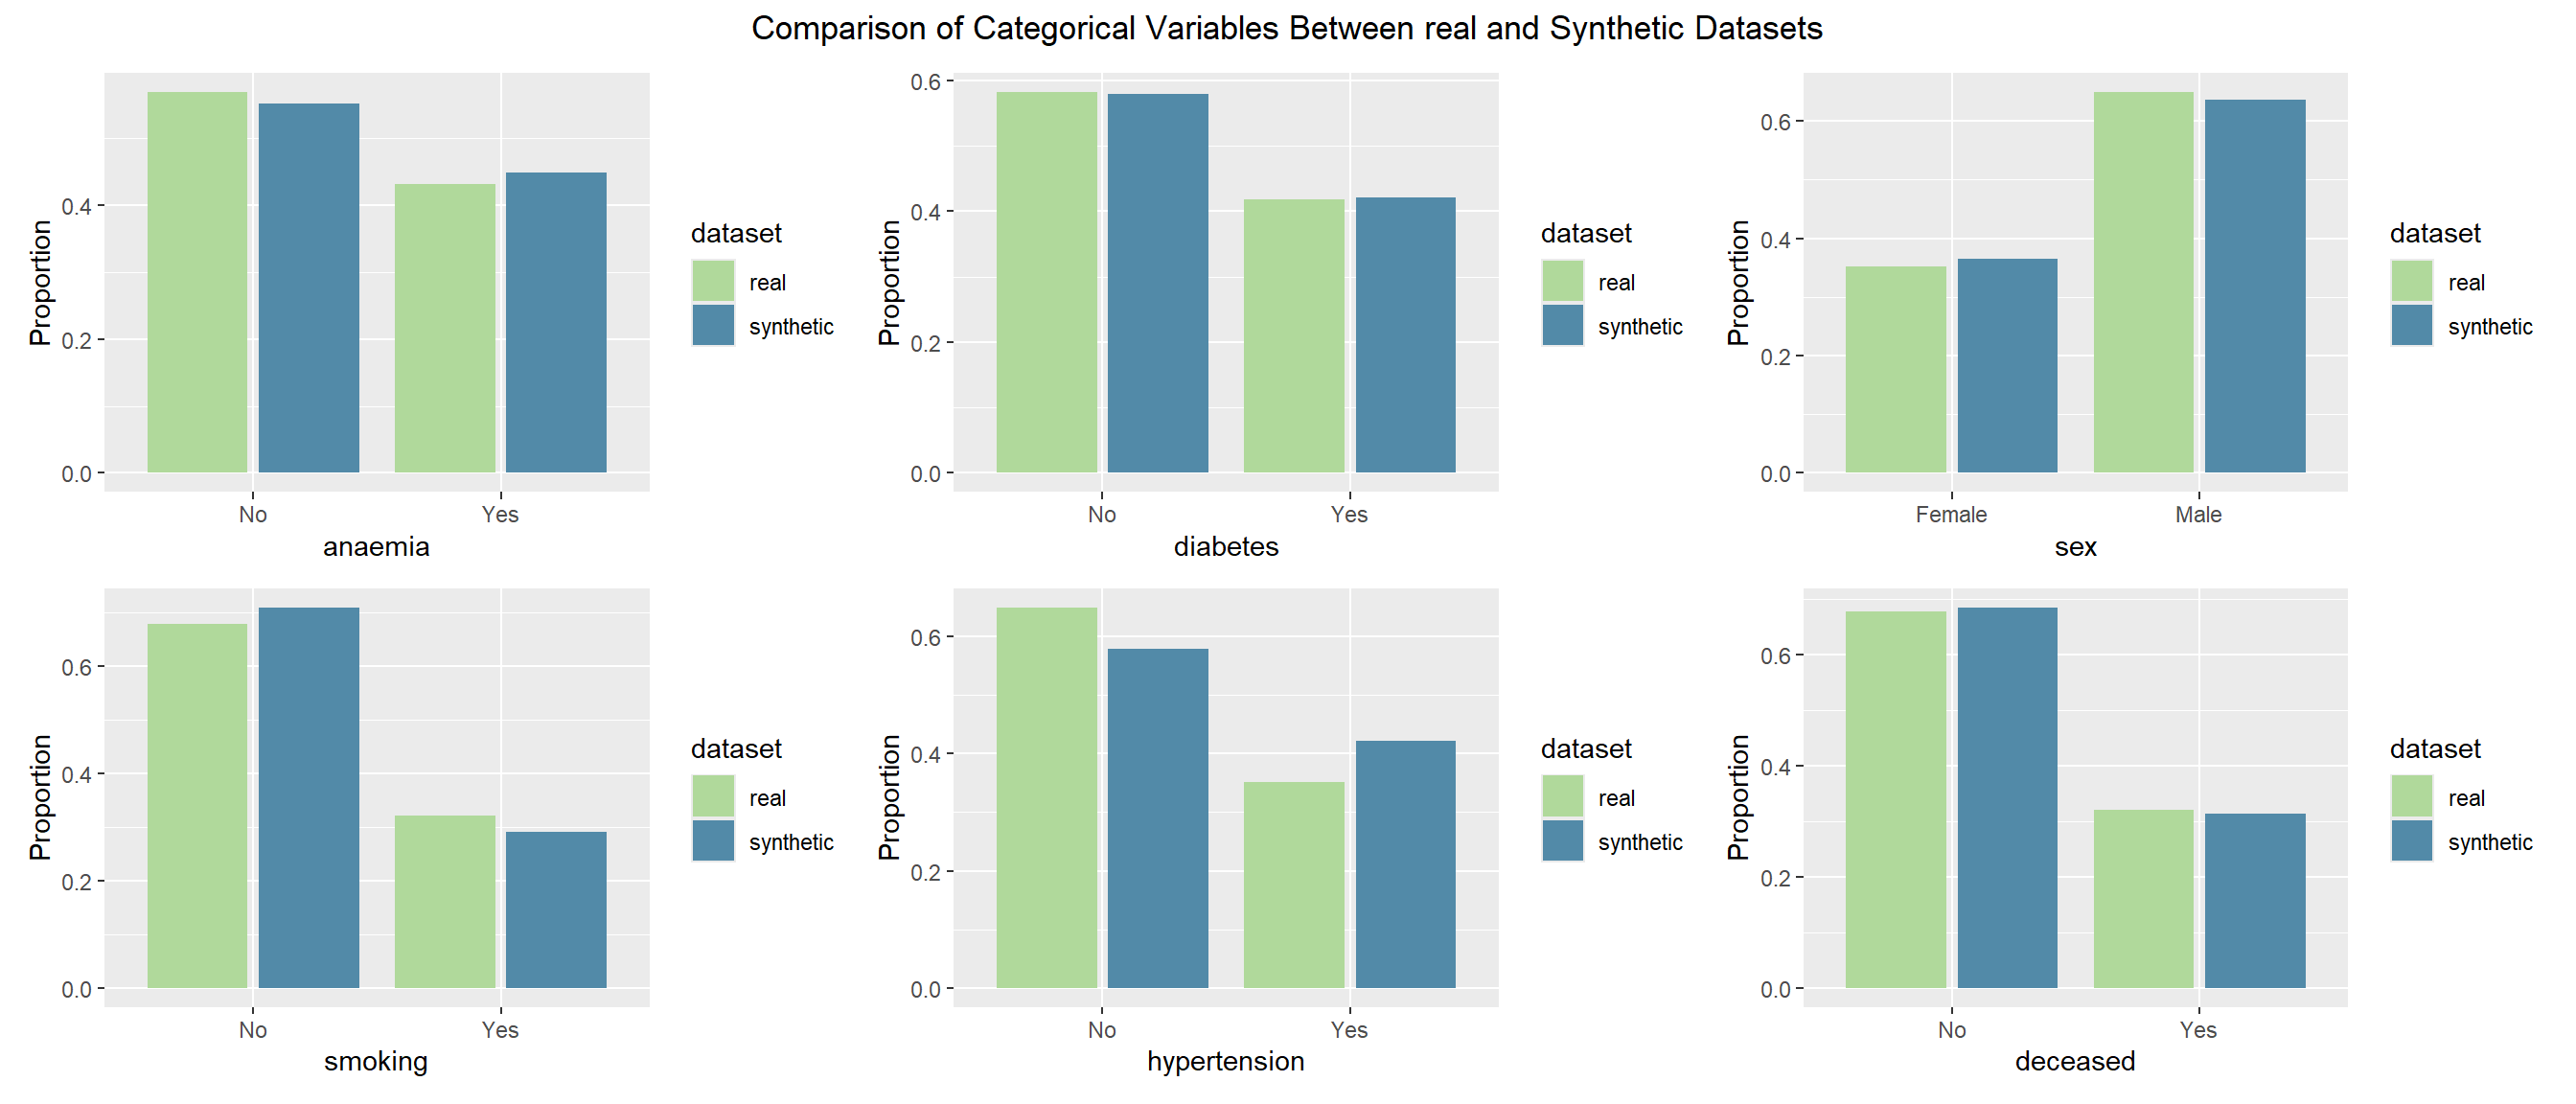 Comparison of Categorical Variables Between real and Synthetic Datasets
Proportion
0.4
0.2
0.0
No
Yes
anaemia
dataset
real
synthetic
Proportion
0.6
0.4
0.2
0.0
No
Yes
diabetes
dataset
real
synthetic
Proportion
0.6
0.4
0.2
0.0
Female
Male
sex
dataset
real
synthetic
Proportion
0.6
0.4
0.2
0.0
No
Yes
smoking
dataset
real
synthetic
Proportion
0.6
0.4
0.2
0.0
No
Yes
hypertension
dataset
real
synthetic
Proportion
0.6
0.4
0.2
0.0
No
Yes
deceased
dataset
real
synthetic